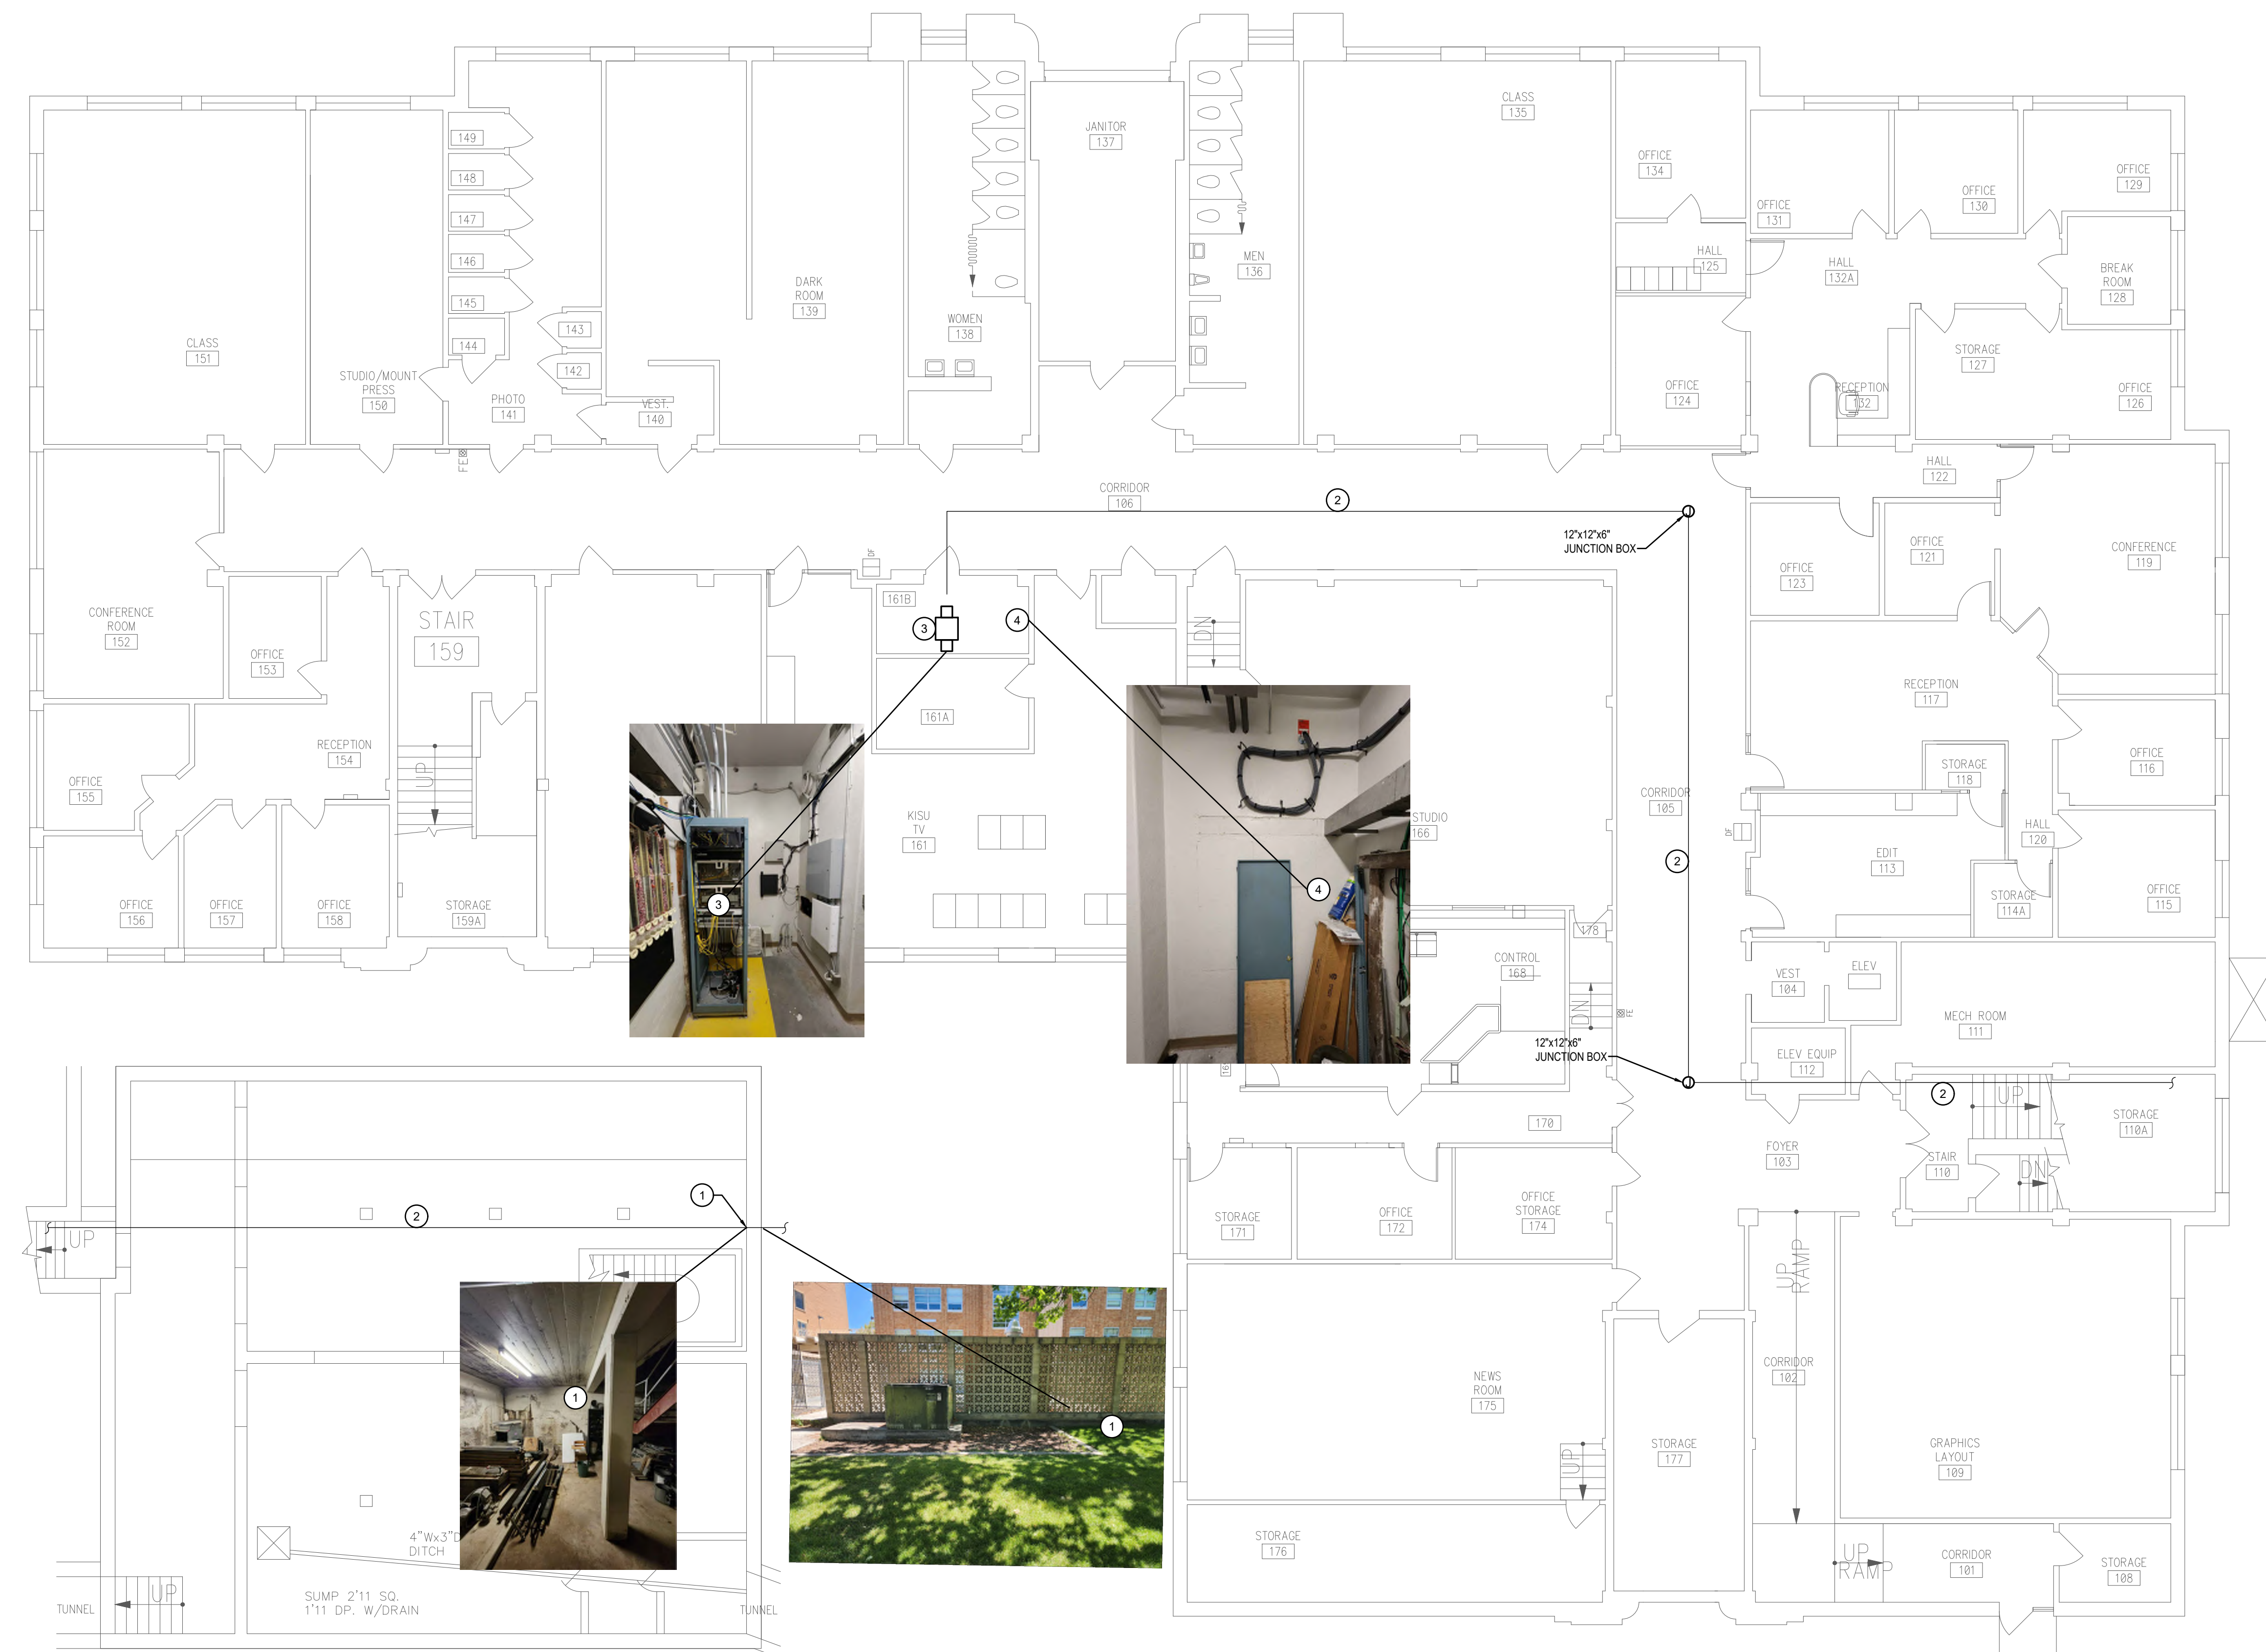 CLASS
135
JANITOR
137
OFFICE
134
OFFICE
131
OFFICE
130
OFFICE
129
149
148
147
146
145
144
143
142
HALL
125
HALL
132A
BREAK
ROOM
128
MEN
136
DARK
ROOM
139
WOMEN
138
CLASS
151
STUDIO/MOUNT
PRESS
150
PHOTO
141
VEST.
140
OFFICE
124
STORAGE
127
RECEPTION
132
OFFICE
126
FE
CORRIDOR
106
2
HALL
122
12"x12"x6"
JUNCTION BOX
OFFICE
123
OFFICE
121
CONFERENCE
119
DF
CONFERENCE
ROOM
152
OFFICE
153
STAIR
159
161B
3
4
DN
161A
RECEPTION
117
RECEPTION
154
UP
OFFICE
155
STORAGE
118
OFFICE
116
CORRIDOR
105
KISU
TV
161
STUDIO
166
DF
HALL
120
EDIT
113
2
STORAGE
114A
OFFICE
115
OFFICE
156
OFFICE
157
OFFICE
158
STORAGE
159A
3
4
178
CONTROL
168
DN
FE
VEST
104
ELEV
MECH ROOM
111
12"x12"x6"
JUNCTION BOX
ELEV EQUIP
112
16
2
UP
STORAGE
110A
170
FOYER
103
STAIR
110
DN
STORAGE
171
OFFICE
172
OFFICE
STORAGE
174
UP
2
1
UP
RAMP
1
1
NEWS
ROOM
175
CORRIDOR
102
STORAGE
177
GRAPHICS
LAYOUT
109
UP
4"Wx3"D
DITCH
SUMP 2'11 SQ.
1'11 DP. W/DRAIN
TUNNEL
UP
TUNNEL
STORAGE
176
UP
RAMP
CORRIDOR
101
STORAGE
108